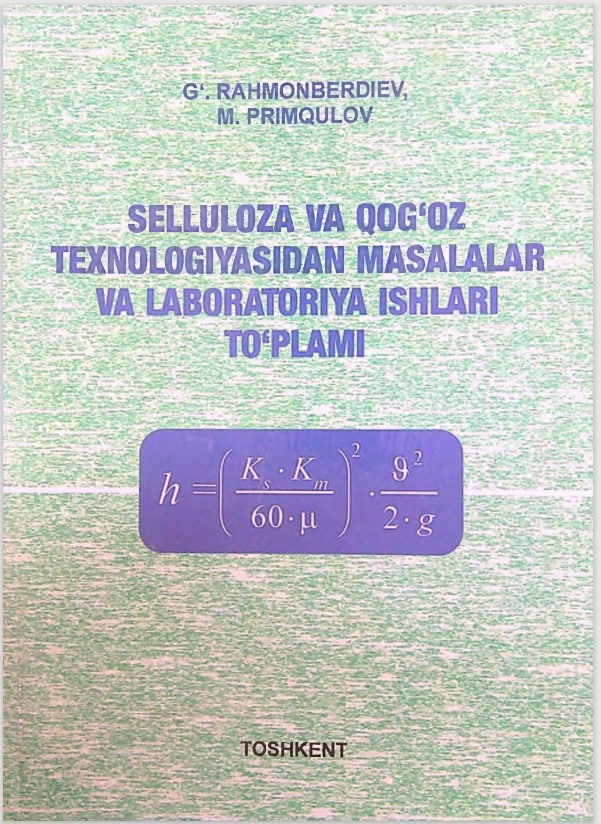 G‘. RAHMONBERDIEV,
M. PRIMQULOV
SELLULOZA VA QOG‘OZ
TEXNOLOGIYASIDAN MASALALAR
VA LABORATORIYA ISHLARI
TO‘PLAMI
h = (K_s · K_m / 60 · μ)² · ϑ² / 2 · g
TOSHKENT